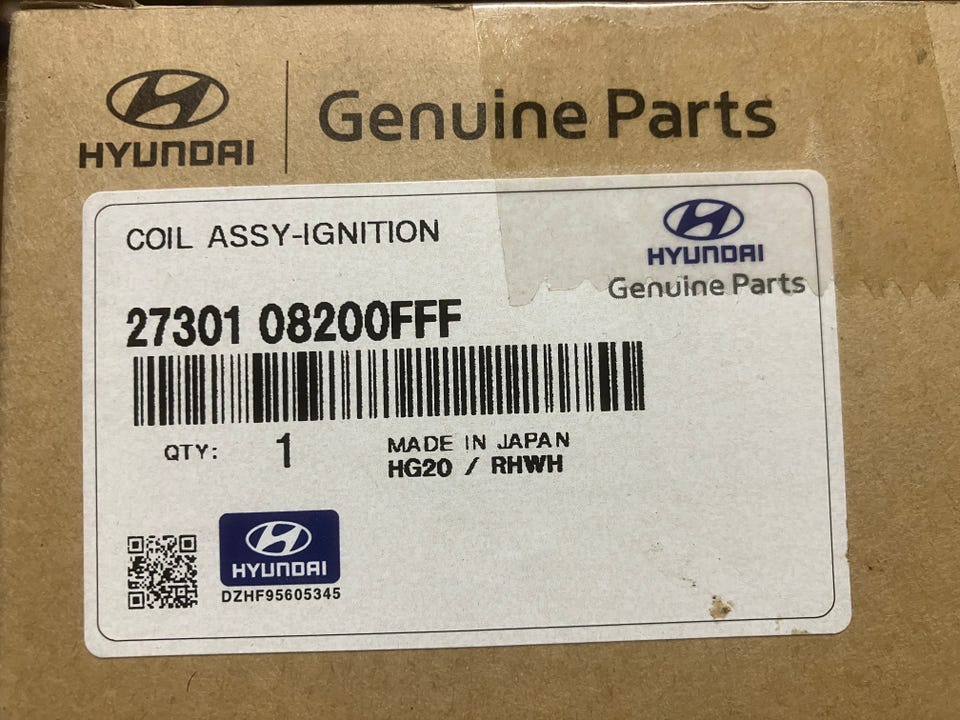 HYUNDAI
Genuine Parts
COIL ASSY-IGNITION
HYUNDAI
Genuine Parts
27301 08200FFF
QTY: 1
MADE IN JAPAN
HG20 / RHWH
HYUNDAI
DZHF95605345